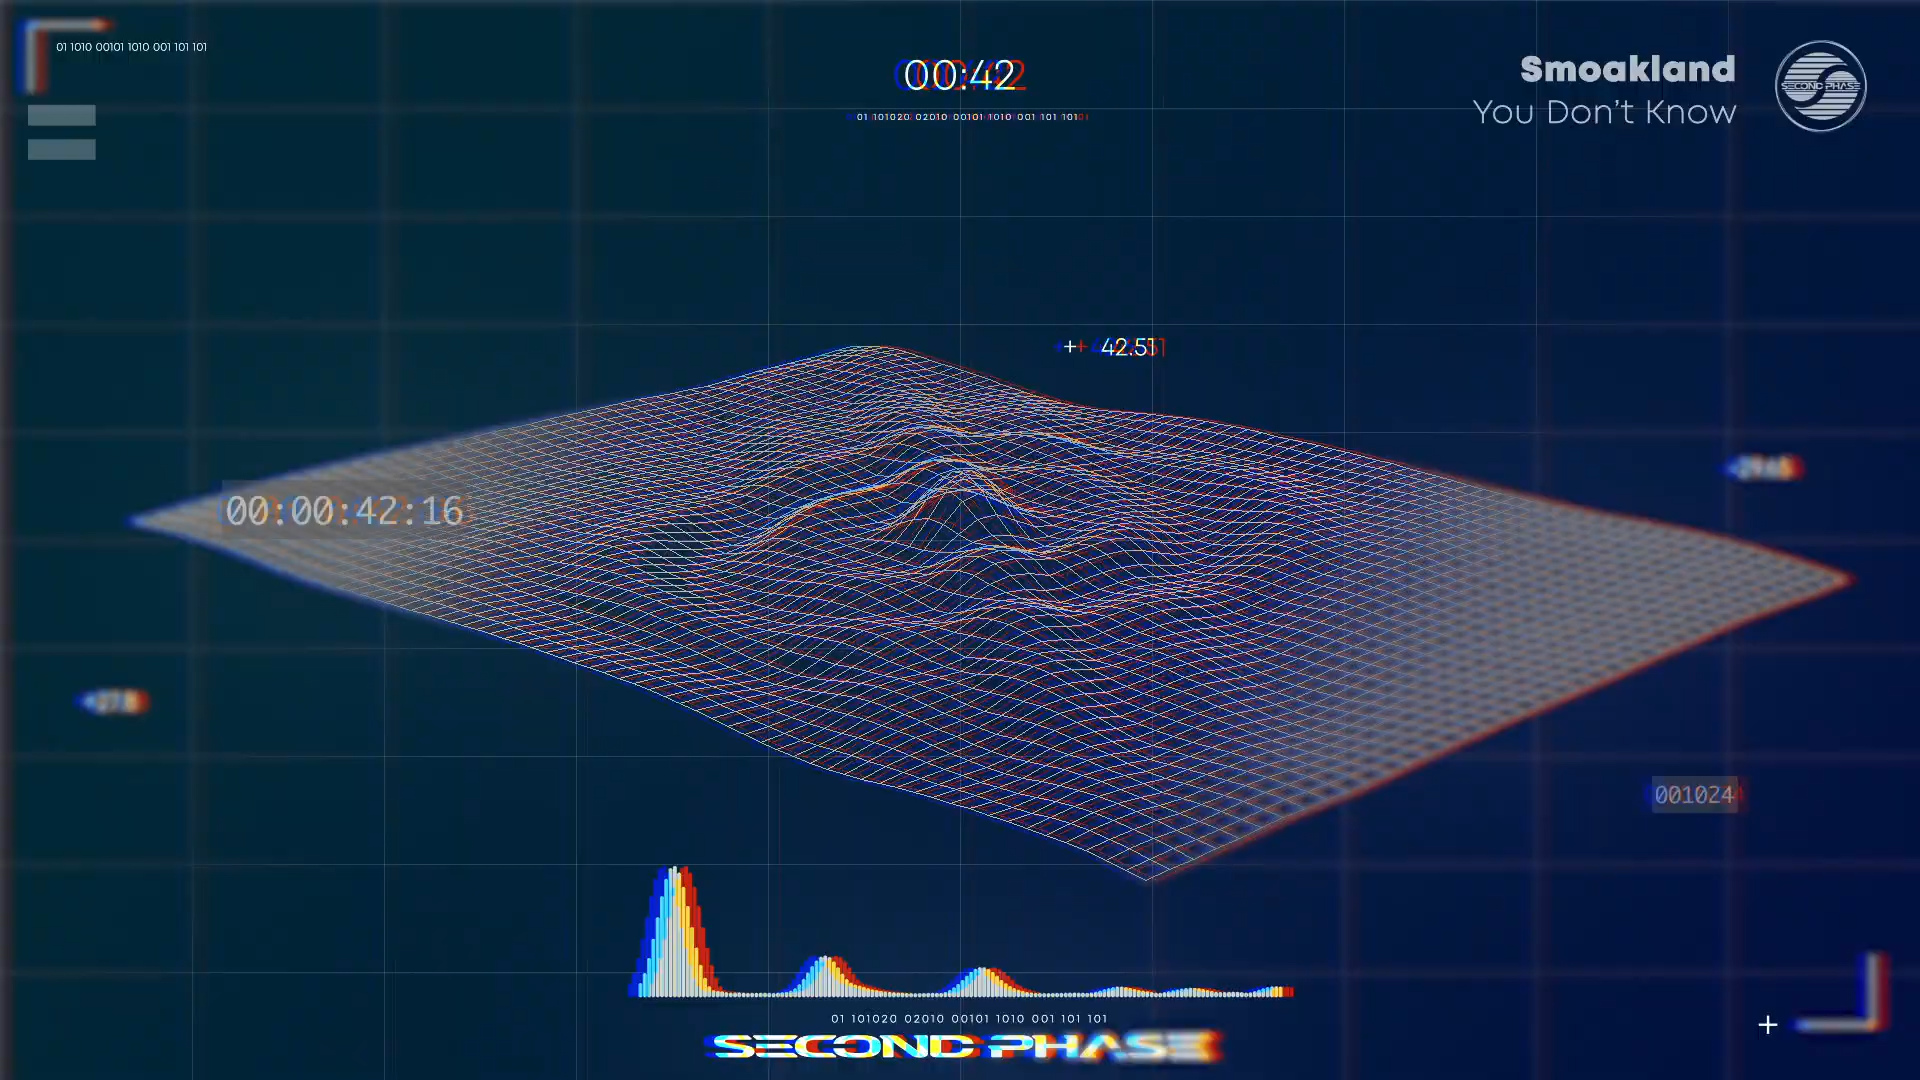 01 1010 00101 1010 001 101 101
00:42
01 101020 02010 00101 1010 001 101 101
Smoakland
You Don't Know
SECOND PHASE
+ 42.51
00:00:42:16
001024
01 101020 02010 00101 1010 001 101 101
SECOND PHASE